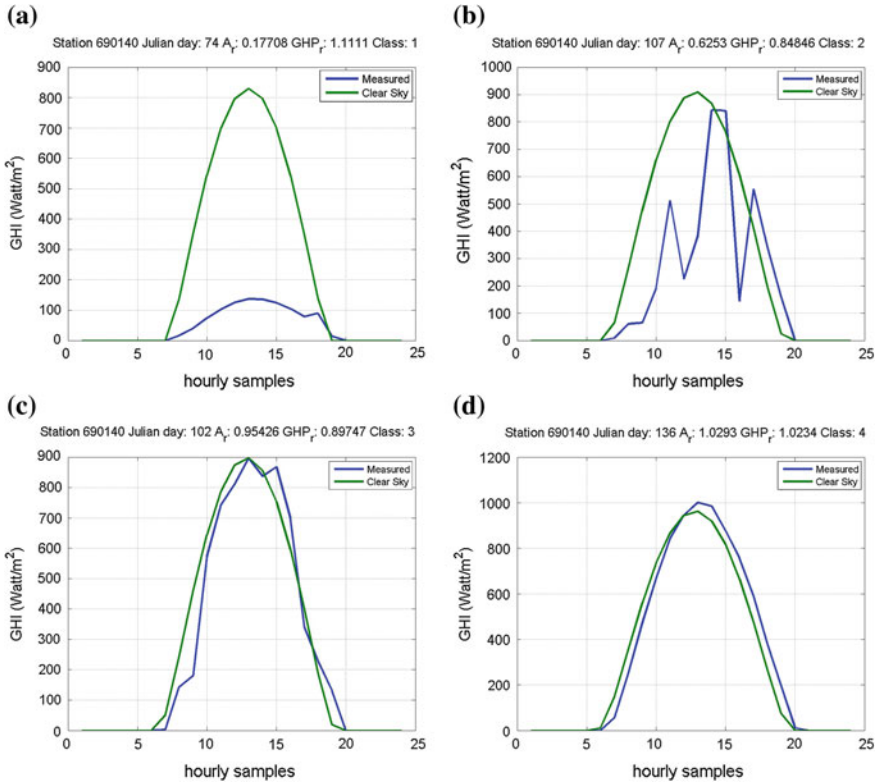 (a)
Station 690140 Julian day: 74 Ar: 0.17708 GHPr: 1.1111 Class: 1
900
800
700
600
500
400
300
200
100
0
0 5 10 15 20 25
GHI (Watt/m²)
hourly samples
Measured
Clear Sky
(b)
Station 690140 Julian day: 107 Ar: 0.6253 GHPr: 0.84846 Class: 2
1000
900
800
700
600
500
400
300
200
100
0
0 5 10 15 20 25
GHI (Watt/m²)
hourly samples
Measured
Clear Sky
(c)
Station 690140 Julian day: 102 Ar: 0.95426 GHPr: 0.89747 Class: 3
900
800
700
600
500
400
300
200
100
0
0 5 10 15 20 25
GHI (Watt/m²)
hourly samples
Measured
Clear Sky
(d)
Station 690140 Julian day: 136 Ar: 1.0293 GHPr: 1.0234 Class: 4
1200
1000
800
600
400
200
0
0 5 10 15 20 25
GHI (Watt/m²)
hourly samples
Measured
Clear Sky